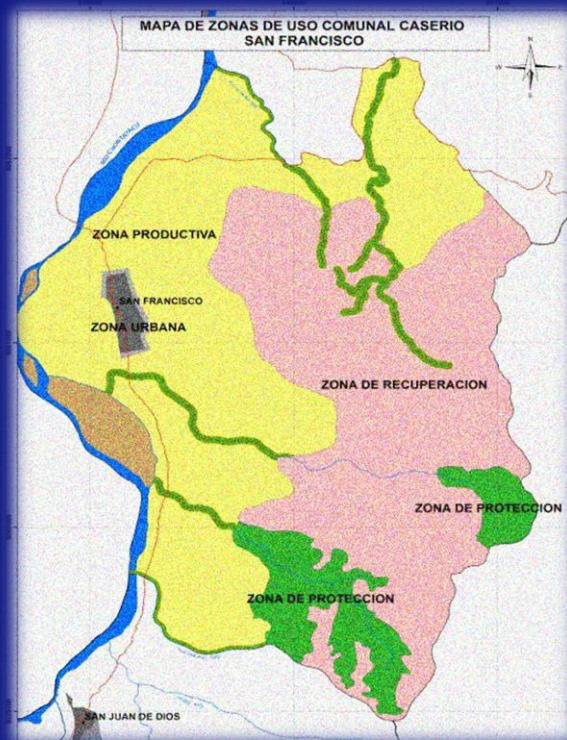 MAPA DE ZONAS DE USO COMUNAL CASERIO
SAN FRANCISCO
N
W
E
S
ZONA PRODUCTIVA
SAN FRANCISCO
ZONA URBANA
ZONA DE RECUPERACION
ZONA DE PROTECCION
ZONA DE PROTECCION
SAN JUAN DE DIOS